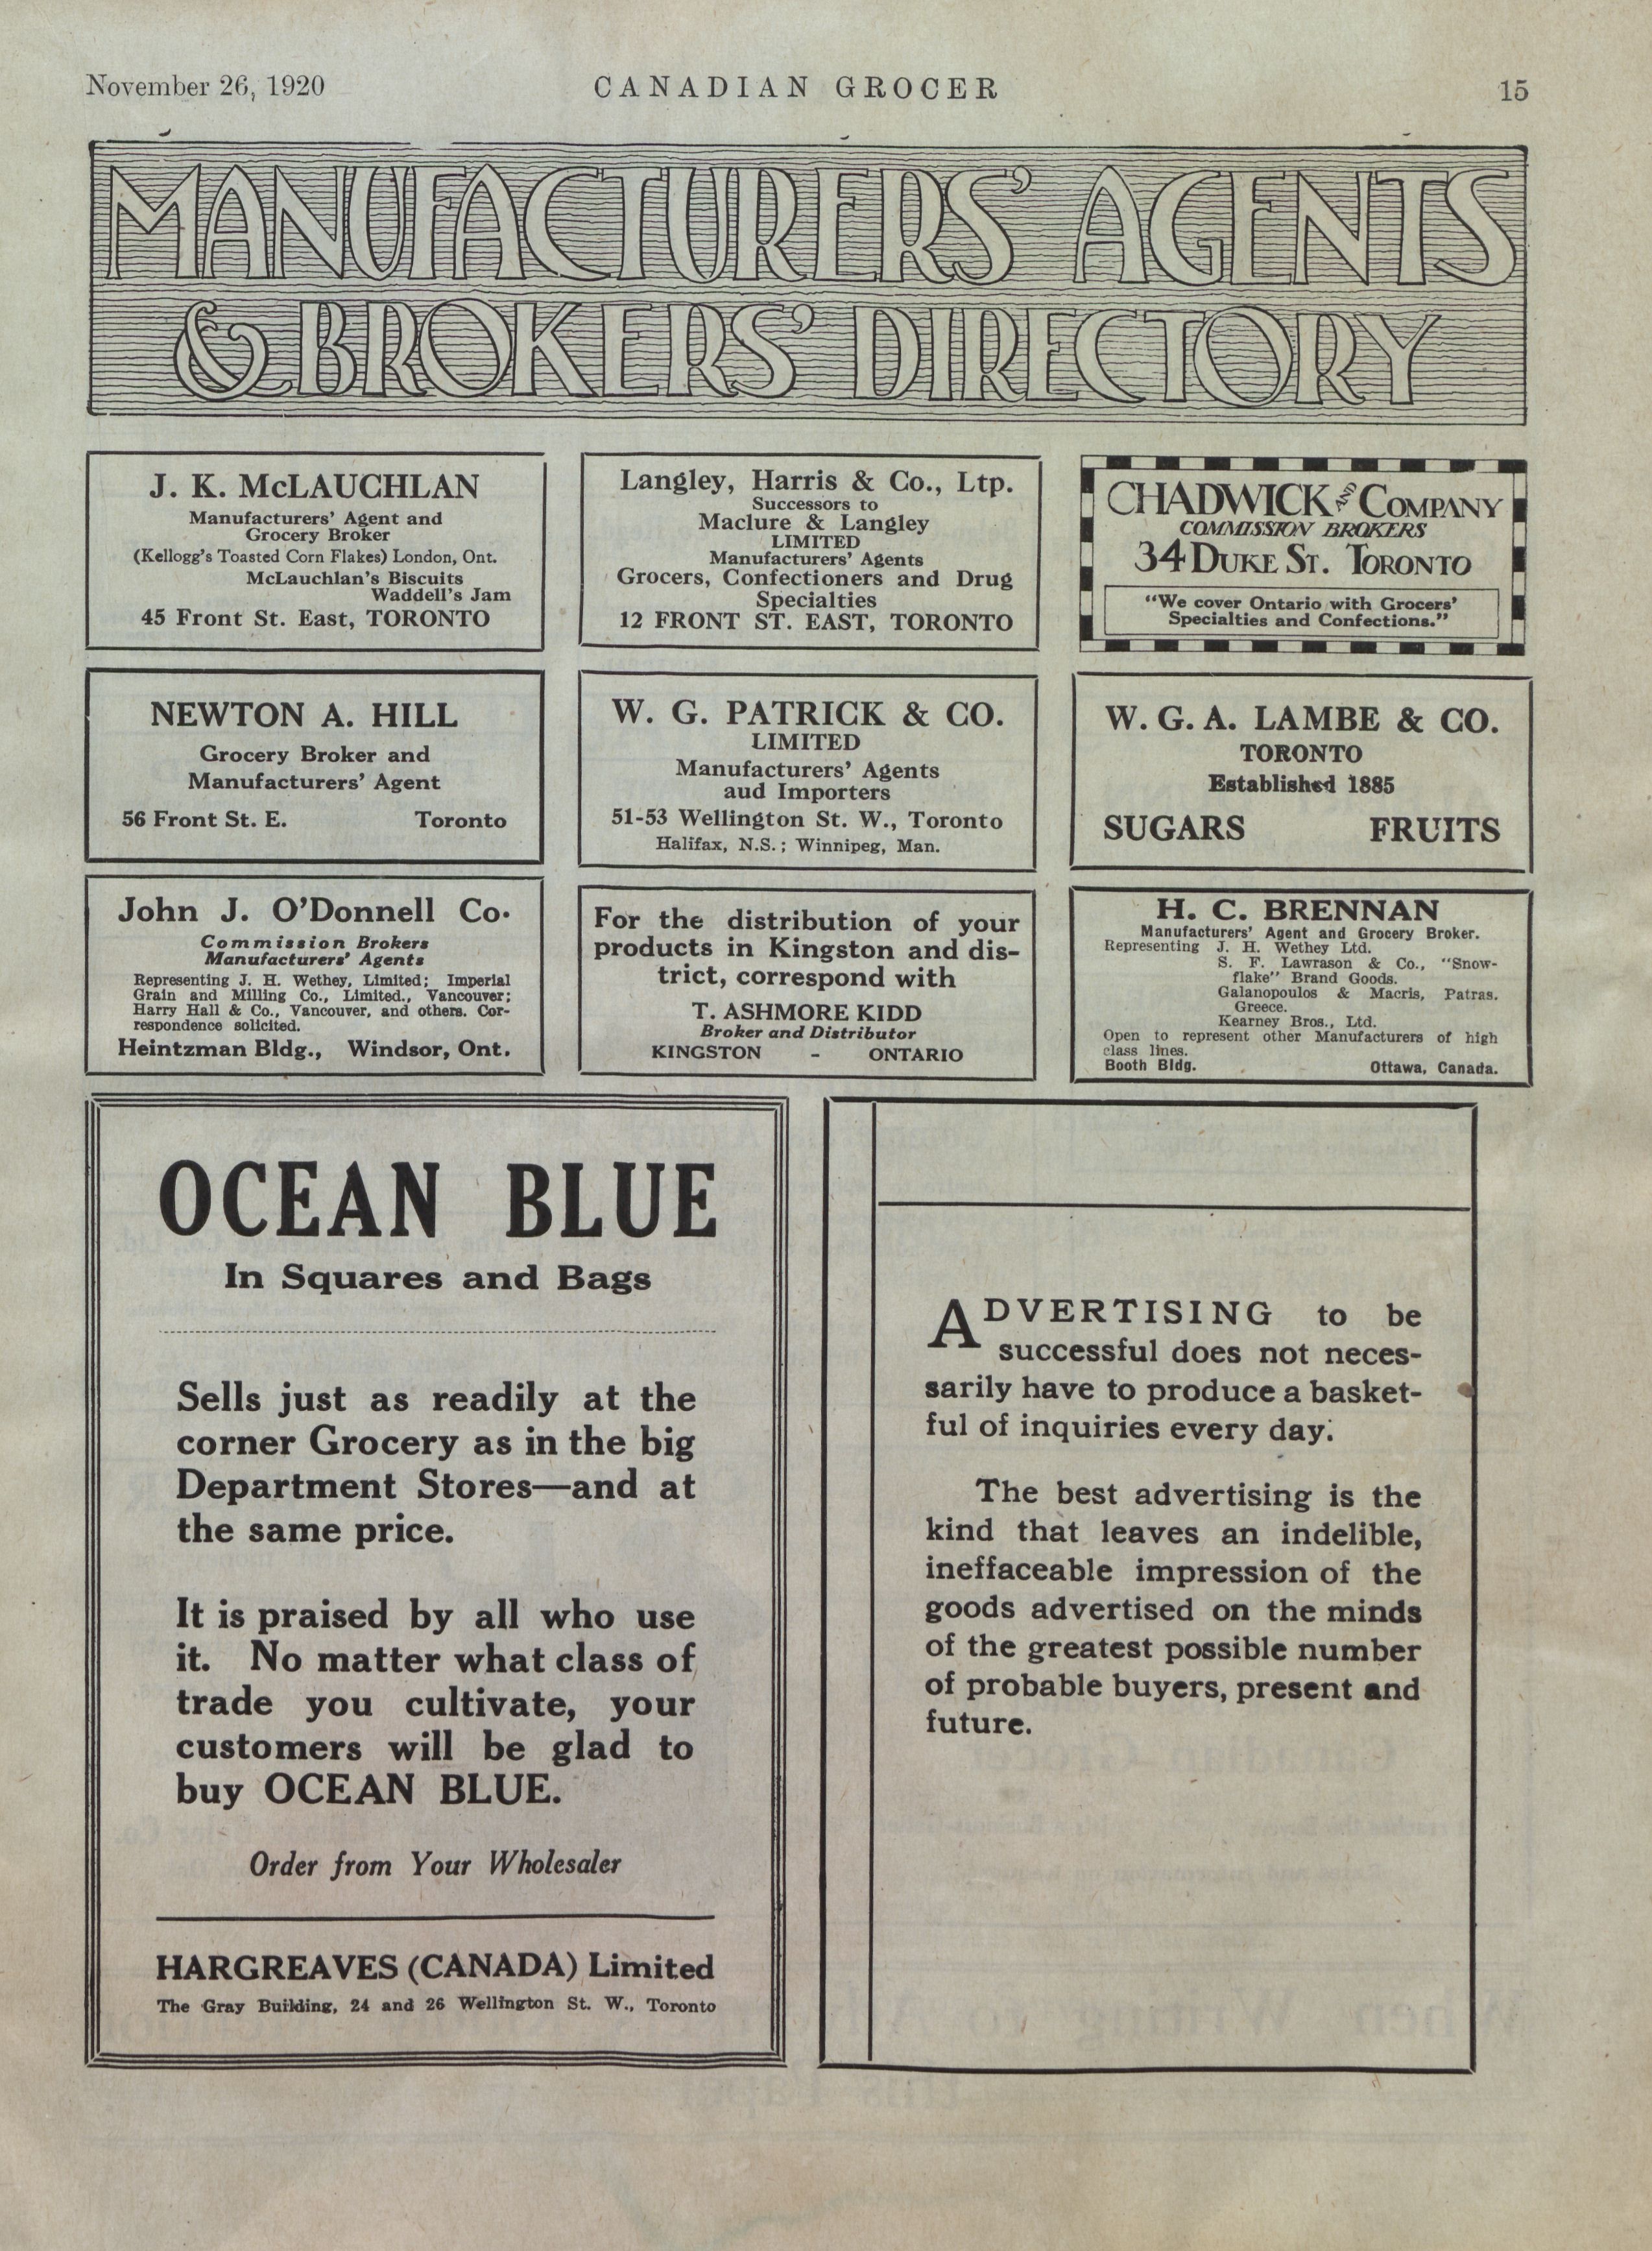 November 26, 1920
CANADIAN GROCER
15
MANUFACTURERS' AGENTS
& BROKERS' DIRECTORY
J. K. McLAUCHLAN
Manufacturers' Agent and
Grocery Broker
(Kellogg's Toasted Corn Flakes) London, Ont.
McLauchlan's Biscuits
Waddell's Jam
45 Front St. East, TORONTO
Langley, Harris & Co., Ltp.
Successors to
Maclure & Langley
LIMITED
Manufacturers' Agents
Grocers, Confectioners and Drug
Specialties
12 FRONT ST. EAST, TORONTO
CHADWICK AND COMPANY
COMMISSION BROKERS
34 DUKE ST. TORONTO
"We cover Ontario with Grocers'
Specialties and Confections."
NEWTON A. HILL
Grocery Broker and
Manufacturers' Agent
56 Front St. E. Toronto
W. G. PATRICK & CO.
LIMITED
Manufacturers' Agents
aud Importers
51-53 Wellington St. W., Toronto
Halifax, N.S.; Winnipeg, Man.
W. G. A. LAMBE & CO.
TORONTO
Established 1885
SUGARS FRUITS
John J. O'Donnell Co.
Commission Brokers
Manufacturers' Agents
Representing J. H. Wethey, Limited; Imperial
Grain and Milling Co., Limited., Vancouver;
Harry Hall & Co., Vancouver, and others. Cor-
respondence solicited.
Heintzman Bldg., Windsor, Ont.
For the distribution of your
products in Kingston and dis-
trict, correspond with
T. ASHMORE KIDD
Broker and Distributor
KINGSTON - ONTARIO
H. C. BRENNAN
Manufacturers' Agent and Grocery Broker.
Representing J. H. Wethey Ltd.
S. F. Lawrason & Co., "Snow-
flake" Brand Goods.
Galanopoulos & Macris, Patras.
Greece.
Kearney Bros., Ltd.
Open to represent other Manufacturers of high
class lines.
Booth Bldg. Ottawa, Canada.
OCEAN BLUE
In Squares and Bags
Sells just as readily at the
corner Grocery as in the big
Department Stores—and at
the same price.
It is praised by all who use
it. No matter what class of
trade you cultivate, your
customers will be glad to
buy OCEAN BLUE.
Order from Your Wholesaler
HARGREAVES (CANADA) Limited
The Gray Building, 24 and 26 Wellington St. W., Toronto
ADVERTISING to be
successful does not neces-
sarily have to produce a basket-
ful of inquiries every day.
The best advertising is the
kind that leaves an indelible,
ineffaceable impression of the
goods advertised on the minds
of the greatest possible number
of probable buyers, present and
future.